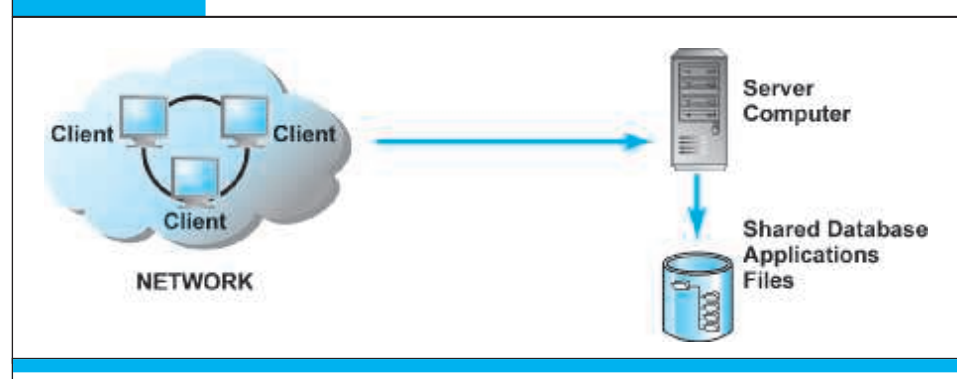 Client
Client
Client
NETWORK
Server
Computer
Shared Database
Applications
Files